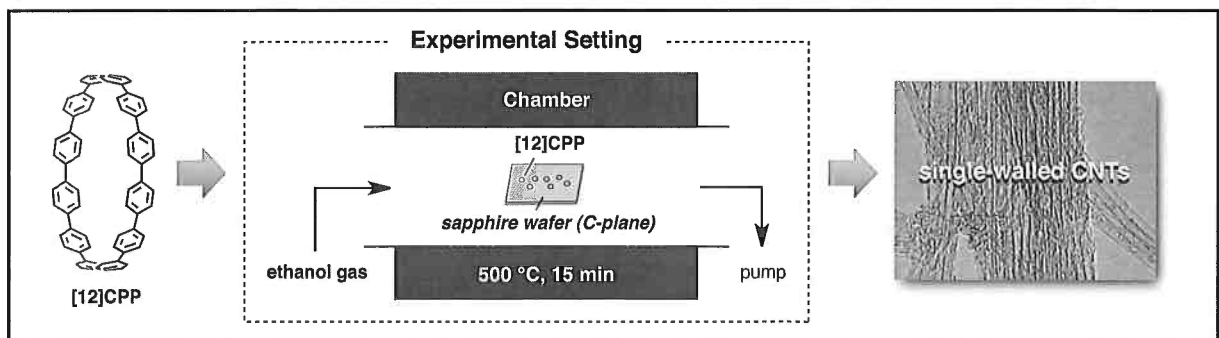 Experimental Setting
Chamber
[12]CPP
sapphire wafer (C-plane)
ethanol gas
500 °C, 15 min
pump
[12]CPP
single-walled CNTs